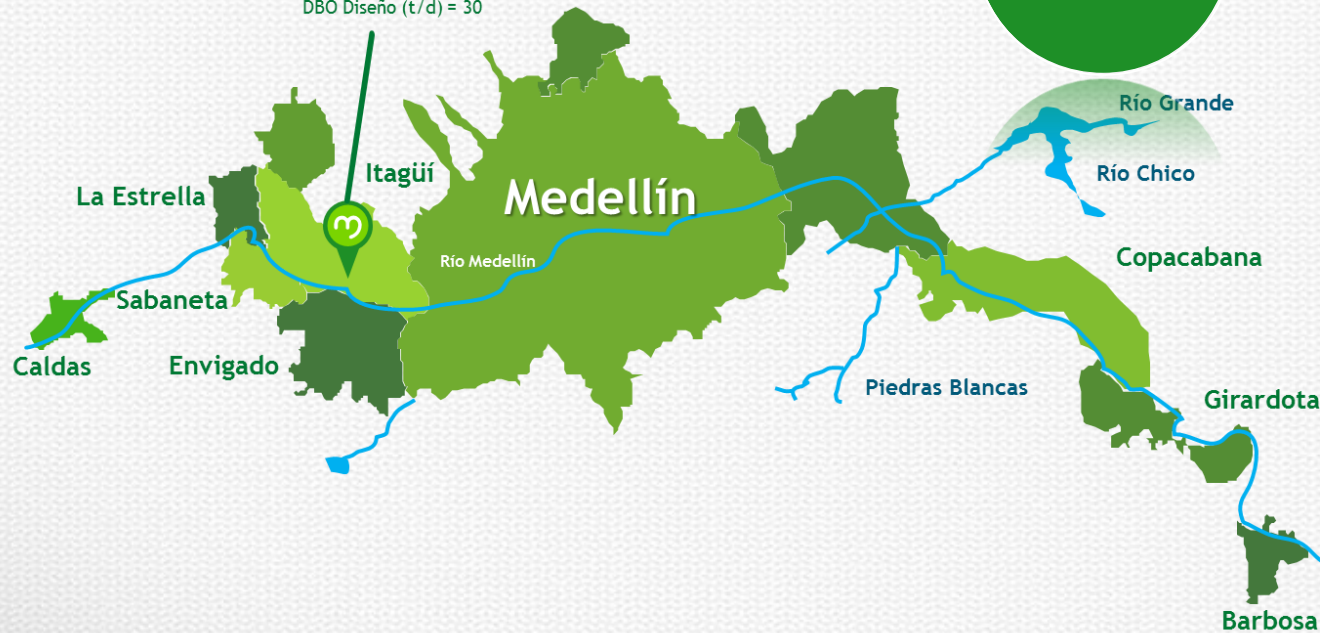 DBO Diseño (t/d) = 30
Río Grande
Itagüí
Río Chico
La Estrella
Medellín
Río Medellín
Copacabana
Sabaneta
Caldas
Envigado
Piedras Blancas
Girardota
Barbosa